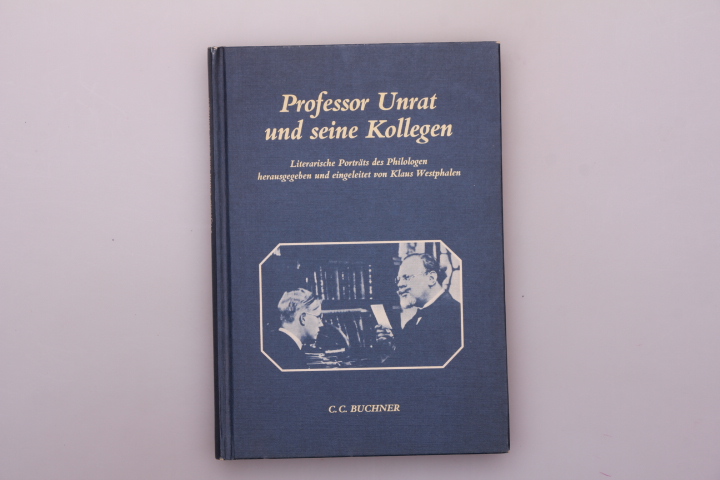 Professor Unrat
und seine Kollegen
Literarische Porträts des Philologen
herausgegeben und eingeleitet von Klaus Westphalen
C. C. BUCHNER